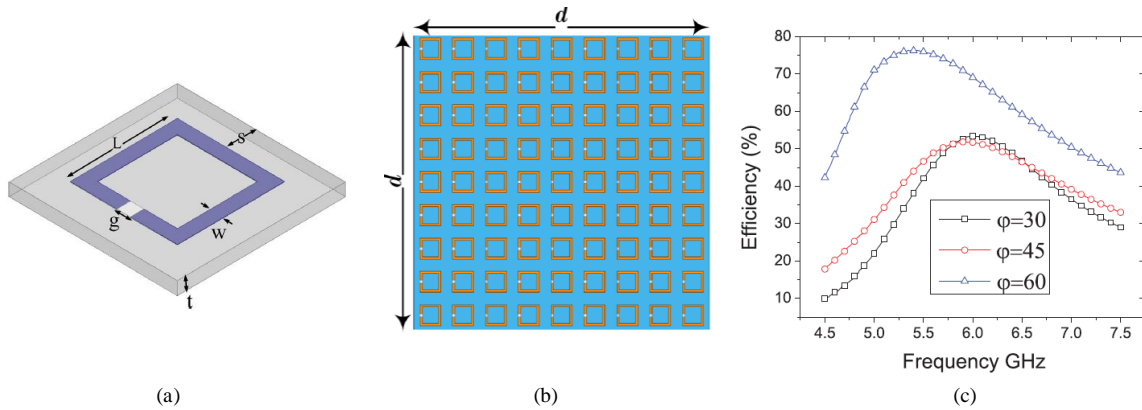 L
S
g
w
t
(a)
d
d
(b)
Efficiency (%)
80
70
60
50
40
30
20
10
φ=30
φ=45
φ=60
4.5 5.0 5.5 6.0 6.5 7.0 7.5
Frequency GHz
(c)